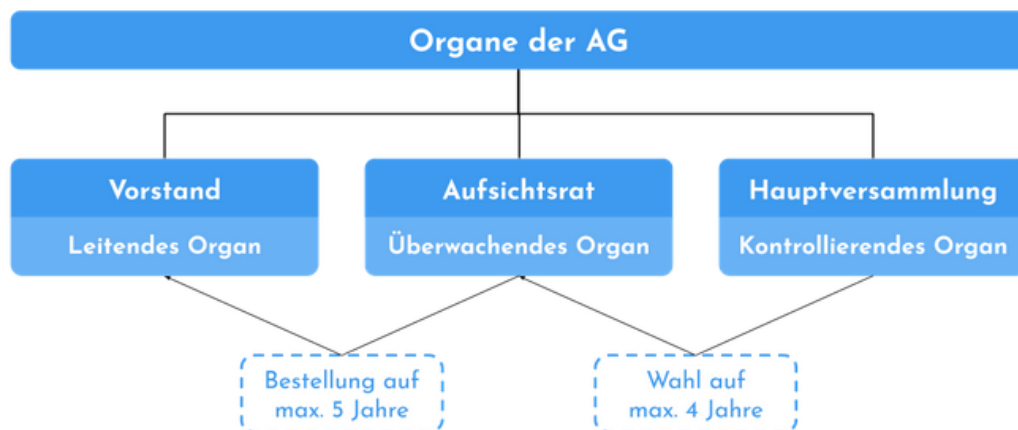 Organe der AG
Vorstand
Leitendes Organ
Aufsichtsrat
Überwachendes Organ
Hauptversammlung
Kontrollierendes Organ
Bestellung auf
max. 5 Jahre
Wahl auf
max. 4 Jahre